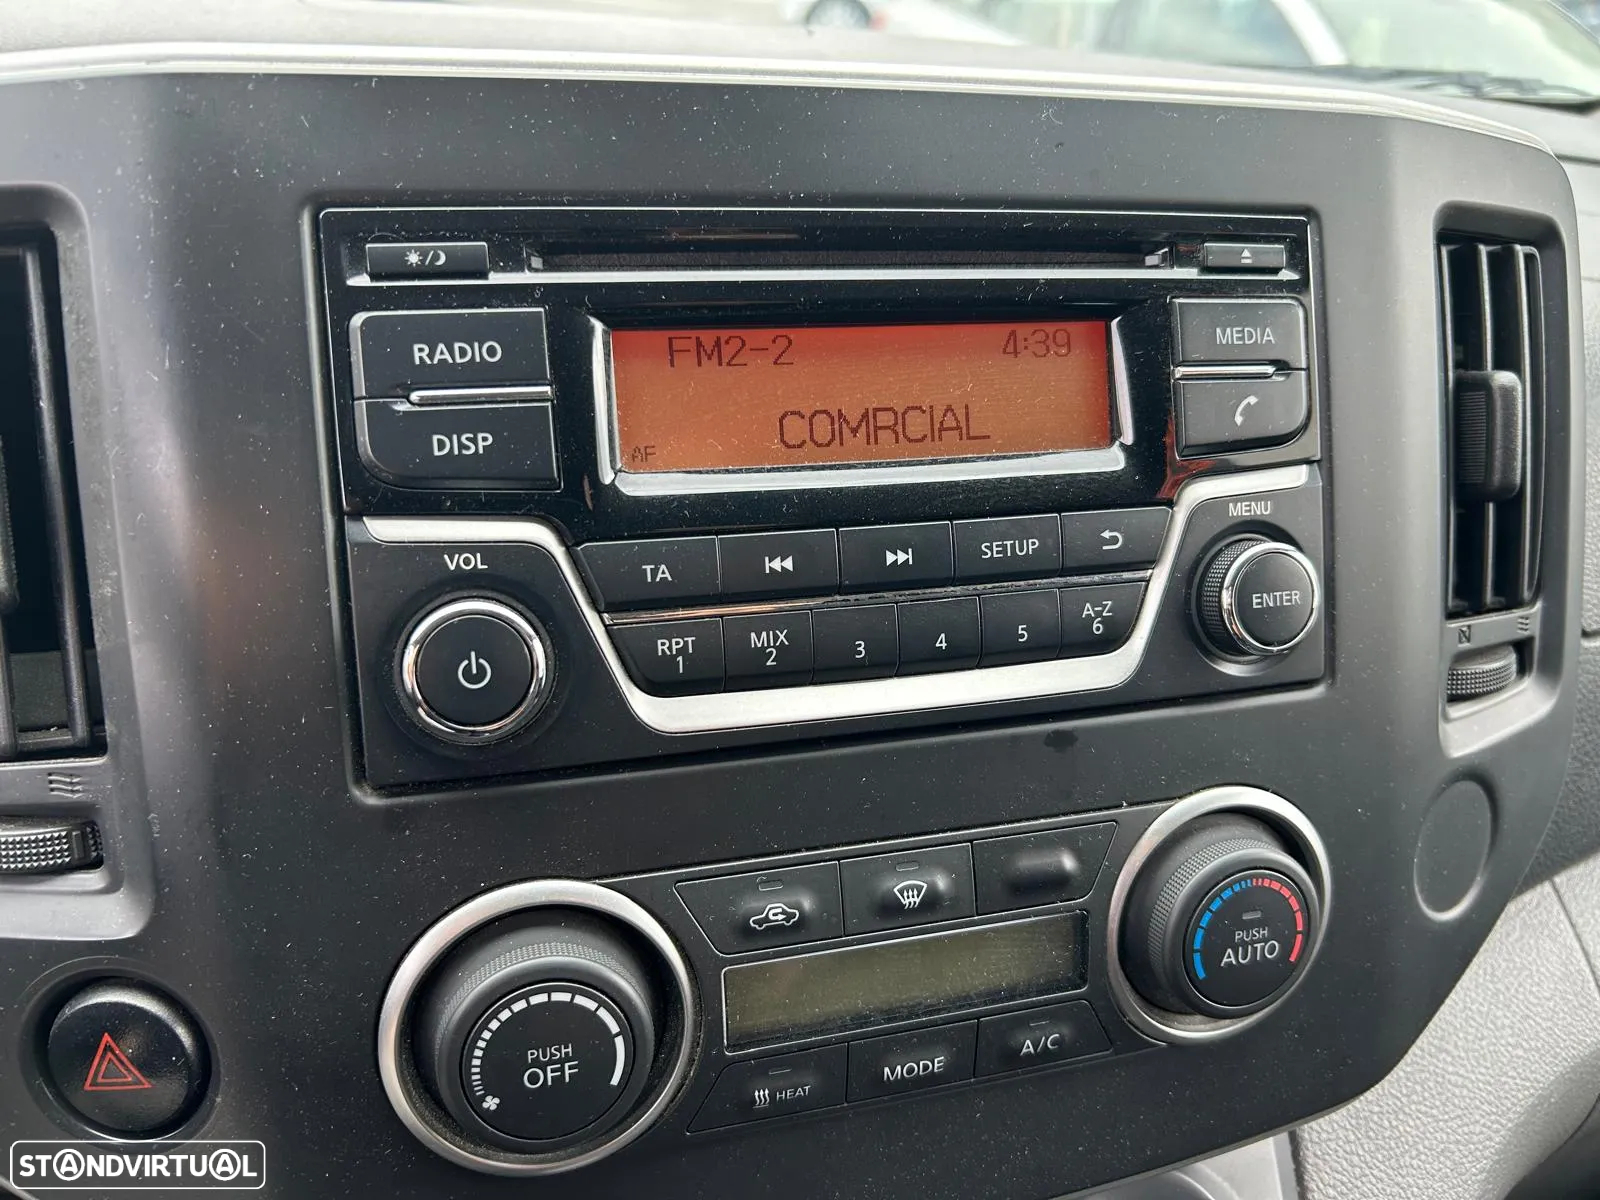 RADIO
DISP
FM2-2 4:39
COMRCIAL
AF
MEDIA
VOL
MENU
TA
SETUP
ENTER
RPT
1
MIX
2
3
4
5
A-Z
6
PUSH
AUTO
PUSH
OFF
HEAT
MODE
A/C
STANDVIRTUAL